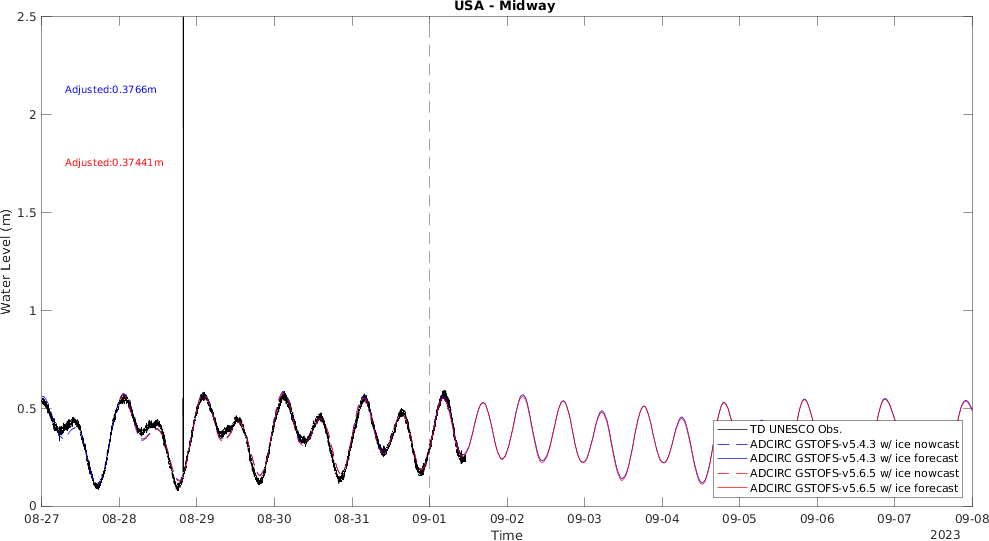 USA - Midway
2.5
Adjusted:0.3766m
2
Adjusted:0.37441m
1.5
Water Level (m)
1
0.5
TD UNESCO Obs.
ADCIRC GSTOFS-v5.4.3 w/ ice nowcast
ADCIRC GSTOFS-v5.4.3 w/ ice forecast
ADCIRC GSTOFS-v5.6.5 w/ ice nowcast
ADCIRC GSTOFS-v5.6.5 w/ ice forecast
0
08-27 08-28 08-29 08-30 08-31 09-01 09-02 09-03 09-04 09-05 09-06 09-07 09-08
Time
2023